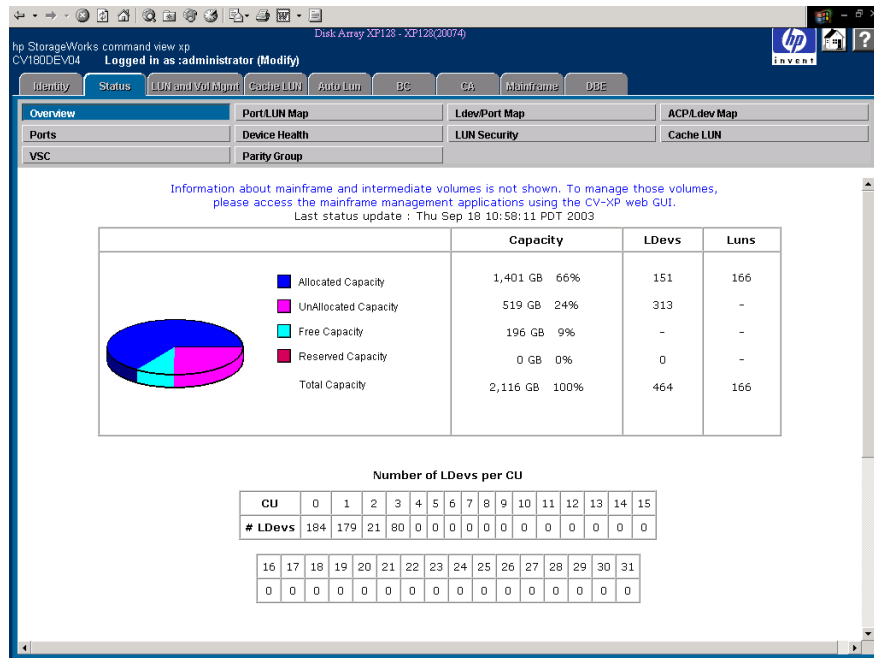 Disk Array XP128 - XP128(20074)
hp StorageWorks command view xp
CV180DEV04 Logged in as :administrator (Modify)
hp
invent
?
Identity Status LUN and Vol Mgmt Cache LUN Auto Lun BC CA Mainframe DBE
Overview Port/LUN Map Ldev/Port Map ACP/Ldev Map
Ports Device Health LUN Security Cache LUN
VSC Parity Group
Information about mainframe and intermediate volumes is not shown. To manage those volumes,
please access the mainframe management applications using the CV-XP web GUI.
Last status update : Thu Sep 18 10:58:11 PDT 2003
Capacity LDevs Luns
Allocated Capacity 1,401 GB 66% 151 166
UnAllocated Capacity 519 GB 24% 313 -
Free Capacity 196 GB 9% - -
Reserved Capacity 0 GB 0% 0 -
Total Capacity 2,116 GB 100% 464 166
Number of LDevs per CU
CU 0 1 2 3 4 5 6 7 8 9 10 11 12 13 14 15
# LDevs 184 179 21 80 0 0 0 0 0 0 0 0 0 0 0 0
16 17 18 19 20 21 22 23 24 25 26 27 28 29 30 31
0 0 0 0 0 0 0 0 0 0 0 0 0 0 0 0